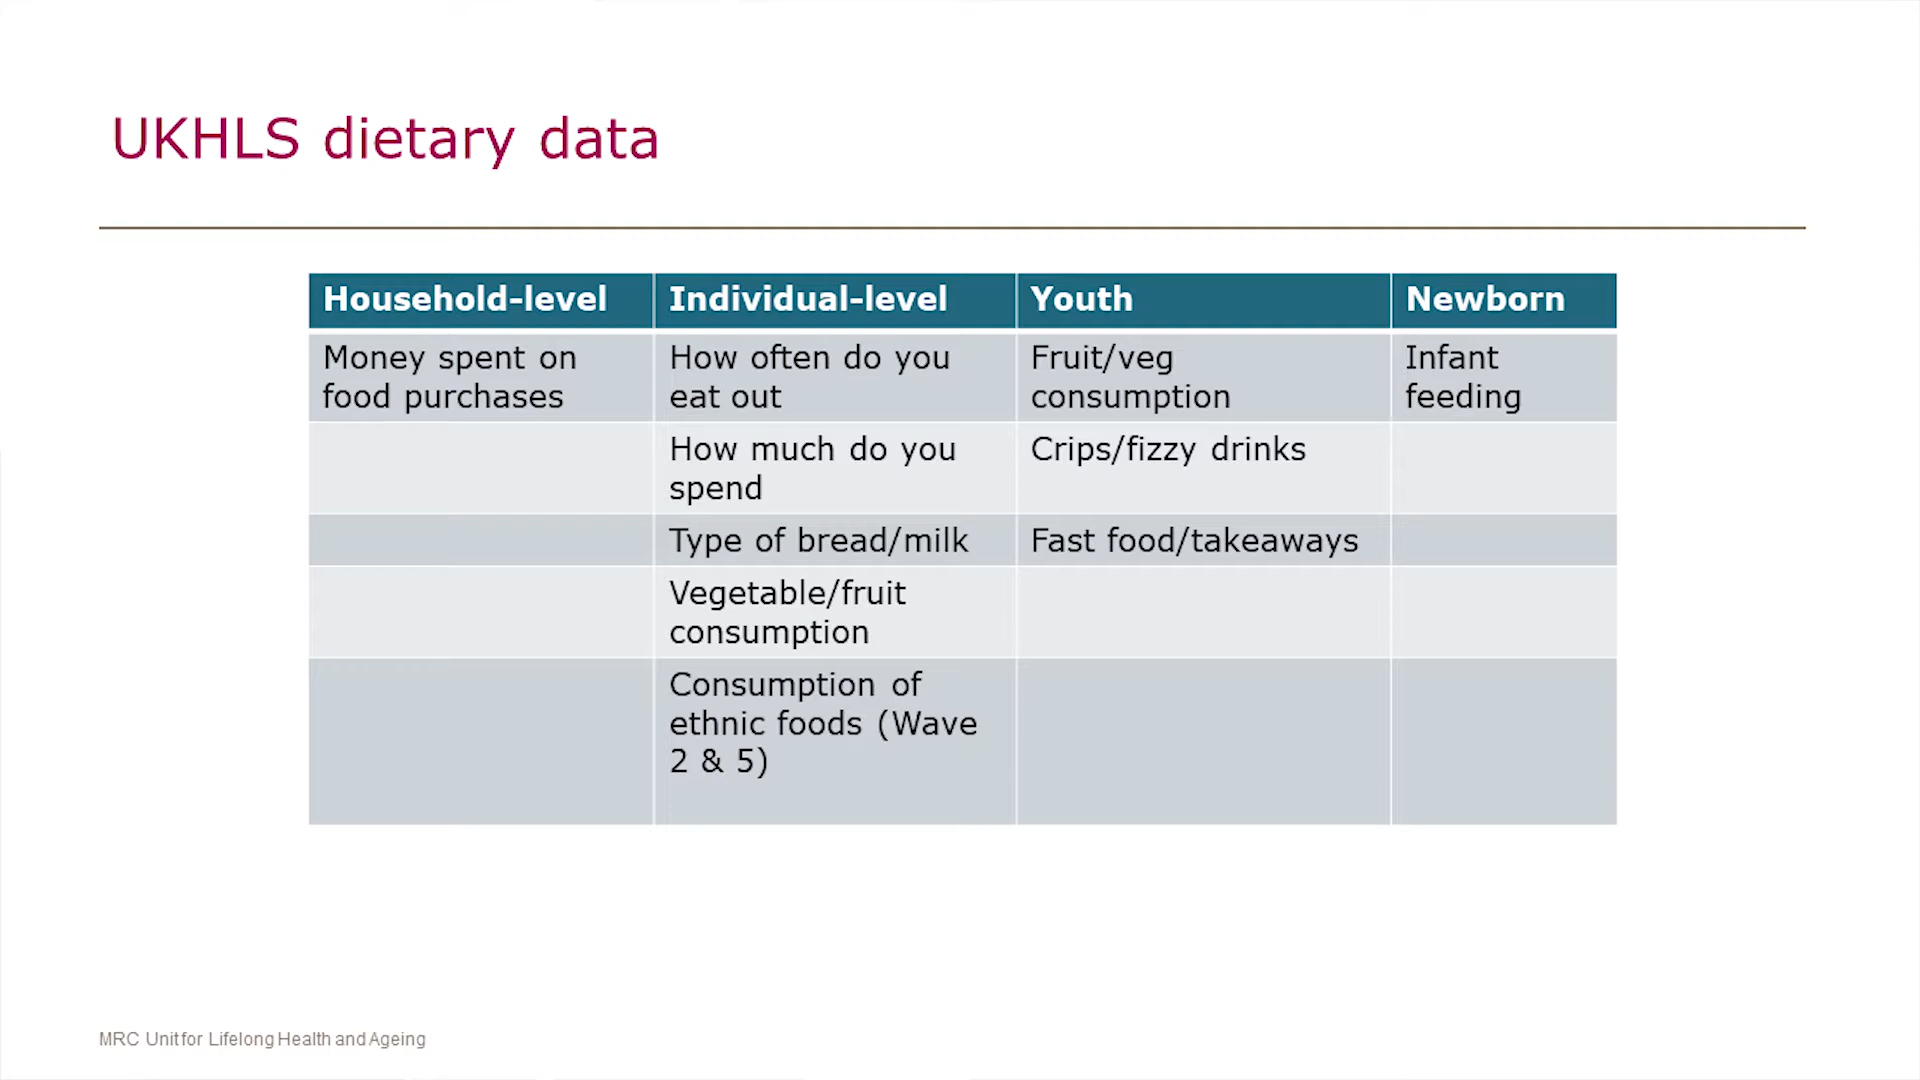 UKHLS dietary data
Household-level
Individual-level
Youth
Newborn
Money spent on
food purchases
How often do you
eat out
Fruit/veg
consumption
Infant
feeding
How much do you
spend
Crips/fizzy drinks
Type of bread/milk
Fast food/takeaways
Vegetable/fruit
consumption
Consumption of
ethnic foods (Wave
2 & 5)
MRC Unit for Lifelong Health and Ageing